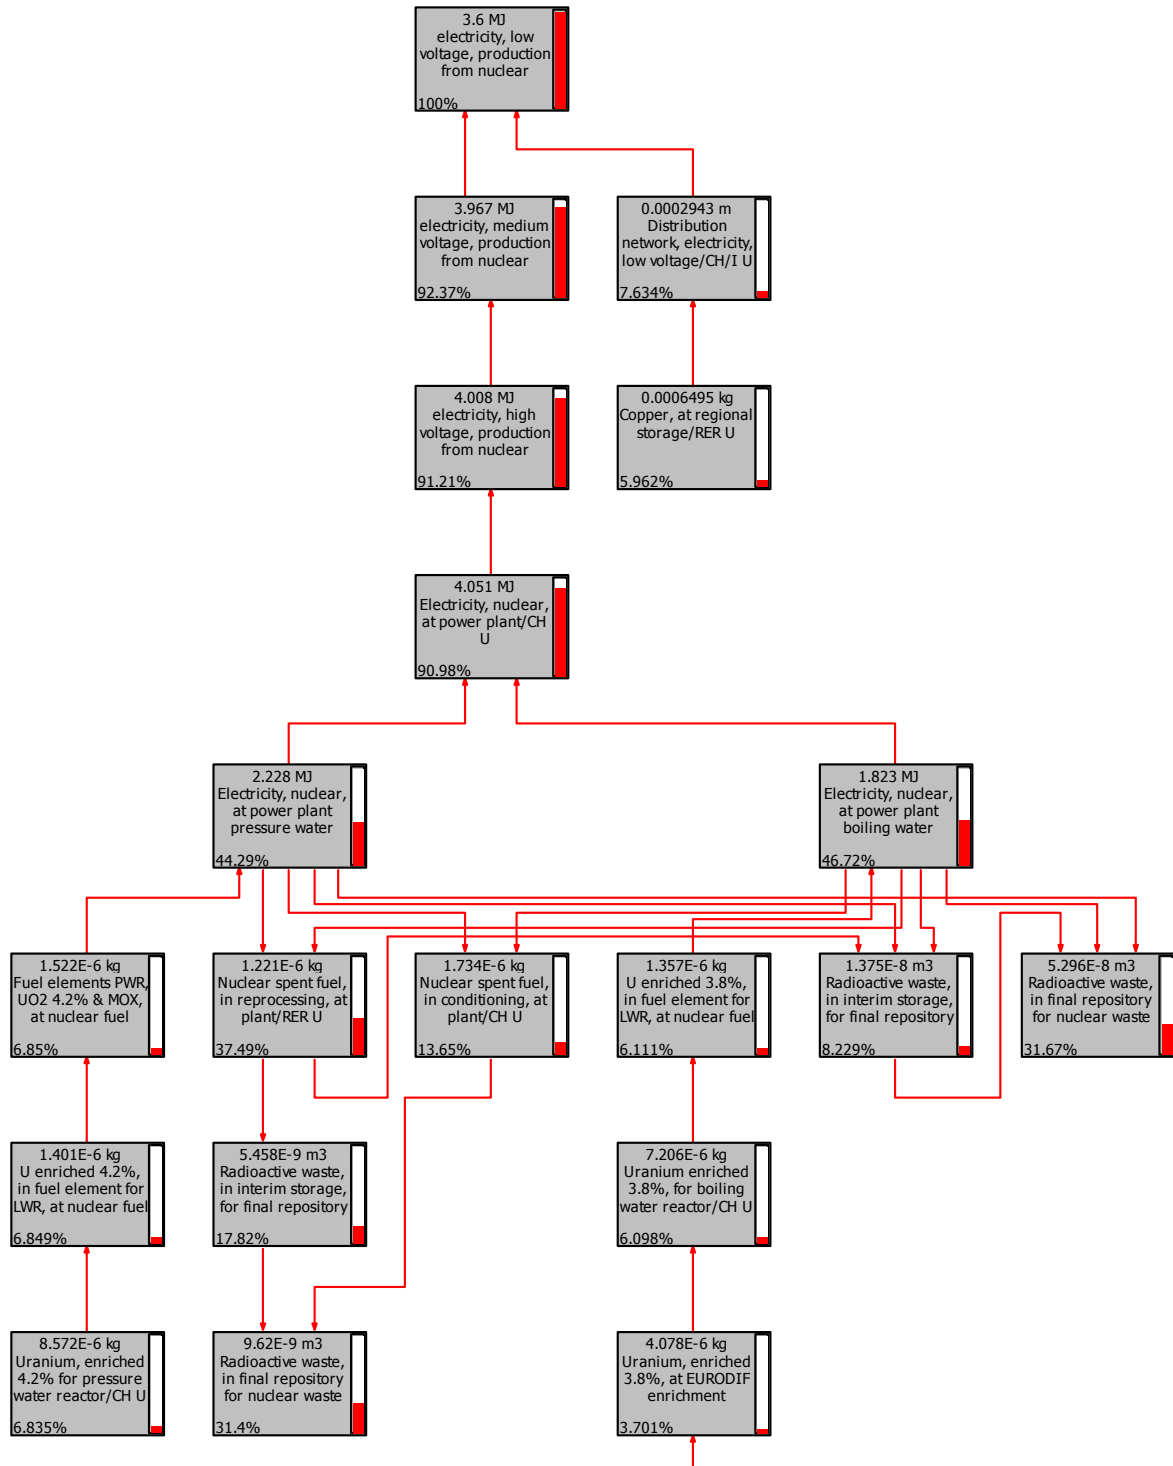 3.6 MJ
electricity, low
voltage, production
from nuclear
100%
3.967 MJ
electricity, medium
voltage, production
from nuclear
92.37%
0.0002943 m
Distribution
network, electricity,
low voltage/CH/I U
7.634%
4.008 MJ
electricity, high
voltage, production
from nuclear
91.21%
0.0006495 kg
Copper, at regional
storage/RER U
5.962%
4.051 MJ
Electricity, nuclear,
at power plant/CH
U
90.98%
2.228 MJ
Electricity, nuclear,
at power plant
pressure water
44.29%
1.823 MJ
Electricity, nuclear,
at power plant
boiling water
46.72%
1.522E-6 kg
Fuel elements PWR,
UO2 4.2% & MOX,
at nuclear fuel
6.85%
1.221E-6 kg
Nuclear spent fuel,
in reprocessing, at
plant/RER U
37.49%
1.734E-6 kg
Nuclear spent fuel,
in conditioning, at
plant/CH U
13.65%
1.357E-6 kg
U enriched 3.8%,
in fuel element for
LWR, at nuclear fuel
6.111%
1.375E-8 m3
Radioactive waste,
in interim storage,
for final repository
8.229%
5.296E-8 m3
Radioactive waste,
in final repository
for nuclear waste
31.67%
1.401E-6 kg
U enriched 4.2%,
in fuel element for
LWR, at nuclear fuel
6.849%
5.458E-9 m3
Radioactive waste,
in interim storage,
for final repository
17.82%
7.206E-6 kg
Uranium enriched
3.8%, for boiling
water reactor/CH U
6.098%
8.572E-6 kg
Uranium, enriched
4.2% for pressure
water reactor/CH U
6.835%
9.62E-9 m3
Radioactive waste,
in final repository
for nuclear waste
31.4%
4.078E-6 kg
Uranium, enriched
3.8%, at EURODIF
enrichment
3.701%